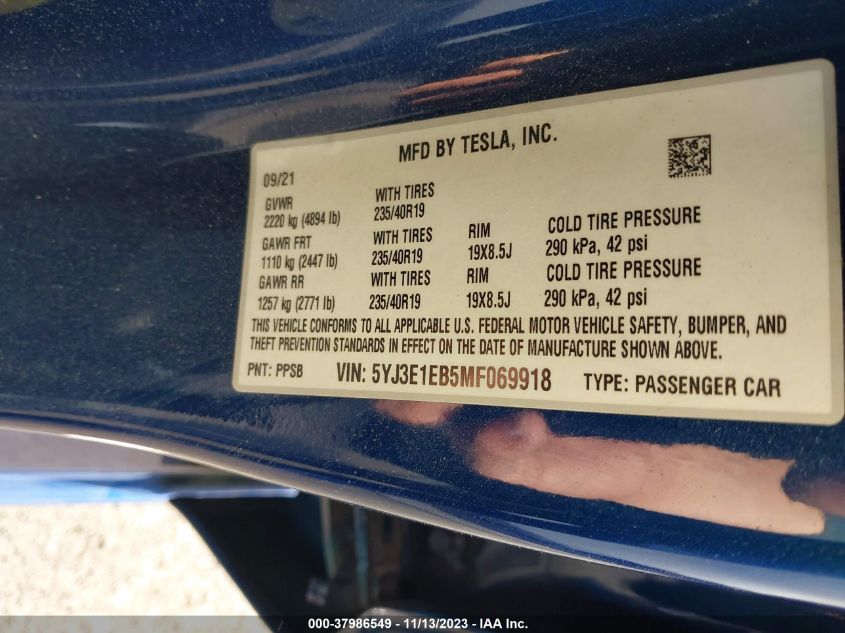 MFD BY TESLA, INC.
09/21
GVWR
2220 kg (4894 lb)
WITH TIRES
235/40R19
GAWR FRT
1110 kg (2447 lb)
WITH TIRES
235/40R19
RIM
19X8.5J
COLD TIRE PRESSURE
290 kPa, 42 psi
GAWR RR
1257 kg (2771 lb)
WITH TIRES
235/40R19
RIM
19X8.5J
COLD TIRE PRESSURE
290 kPa, 42 psi
THIS VEHICLE CONFORMS TO ALL APPLICABLE U.S. FEDERAL MOTOR VEHICLE SAFETY, BUMPER, AND
THEFT PREVENTION STANDARDS IN EFFECT ON THE DATE OF MANUFACTURE SHOWN ABOVE.
PNT: PPSB VIN: 5YJ3E1EB5MF069918 TYPE: PASSENGER CAR
000-37986549 - 11/13/2023 - IAA Inc.